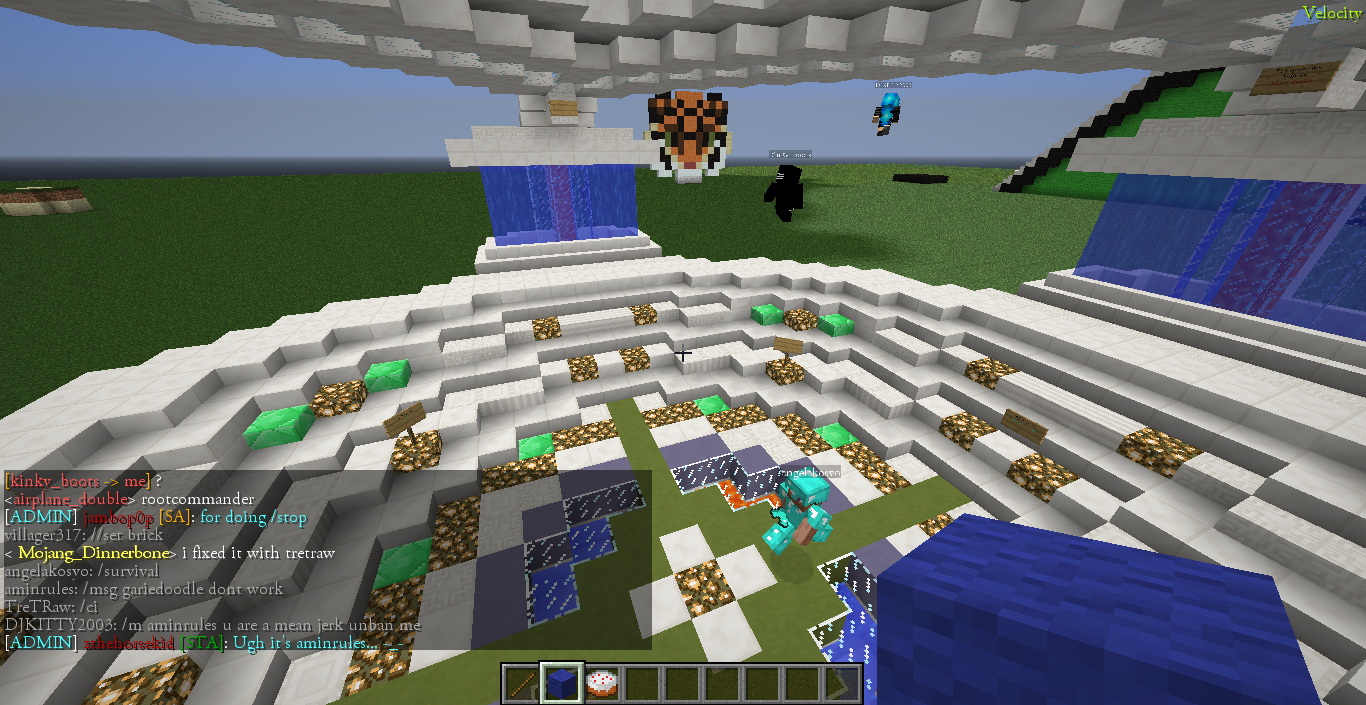 Velocity
[kinky_boots -> me] ?
<airplane_double> rootcommander
[ADMIN] jambop0p [SA]: for doing /stop
villager317: //set brick
< Mojang_Dinnerbone> i fixed it with tretraw
angelakosyo: /survival
aminrules: /msg gariedoodle dont work
TreTRaw: /ci
DJKITTY2003: /m aminrules u are a mean jerk unban me
[ADMIN] [STA]: Ugh it's aminrules... -_-
angelakosyo